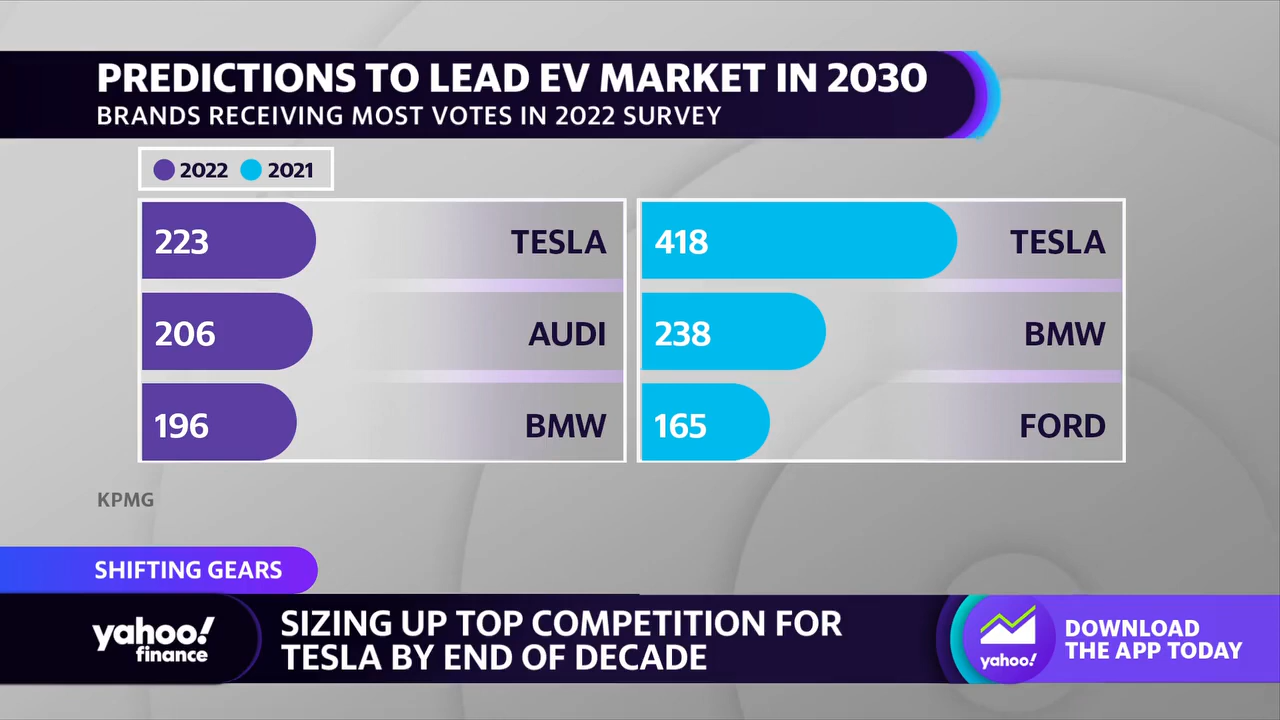 PREDICTIONS TO LEAD EV MARKET IN 2030
BRANDS RECEIVING MOST VOTES IN 2022 SURVEY
2022 2021
223 TESLA
206 AUDI
196 BMW
418 TESLA
238 BMW
165 FORD
KPMG
SHIFTING GEARS
yahoo!
finance
SIZING UP TOP COMPETITION FOR
TESLA BY END OF DECADE
yahoo!
DOWNLOAD
THE APP TODAY